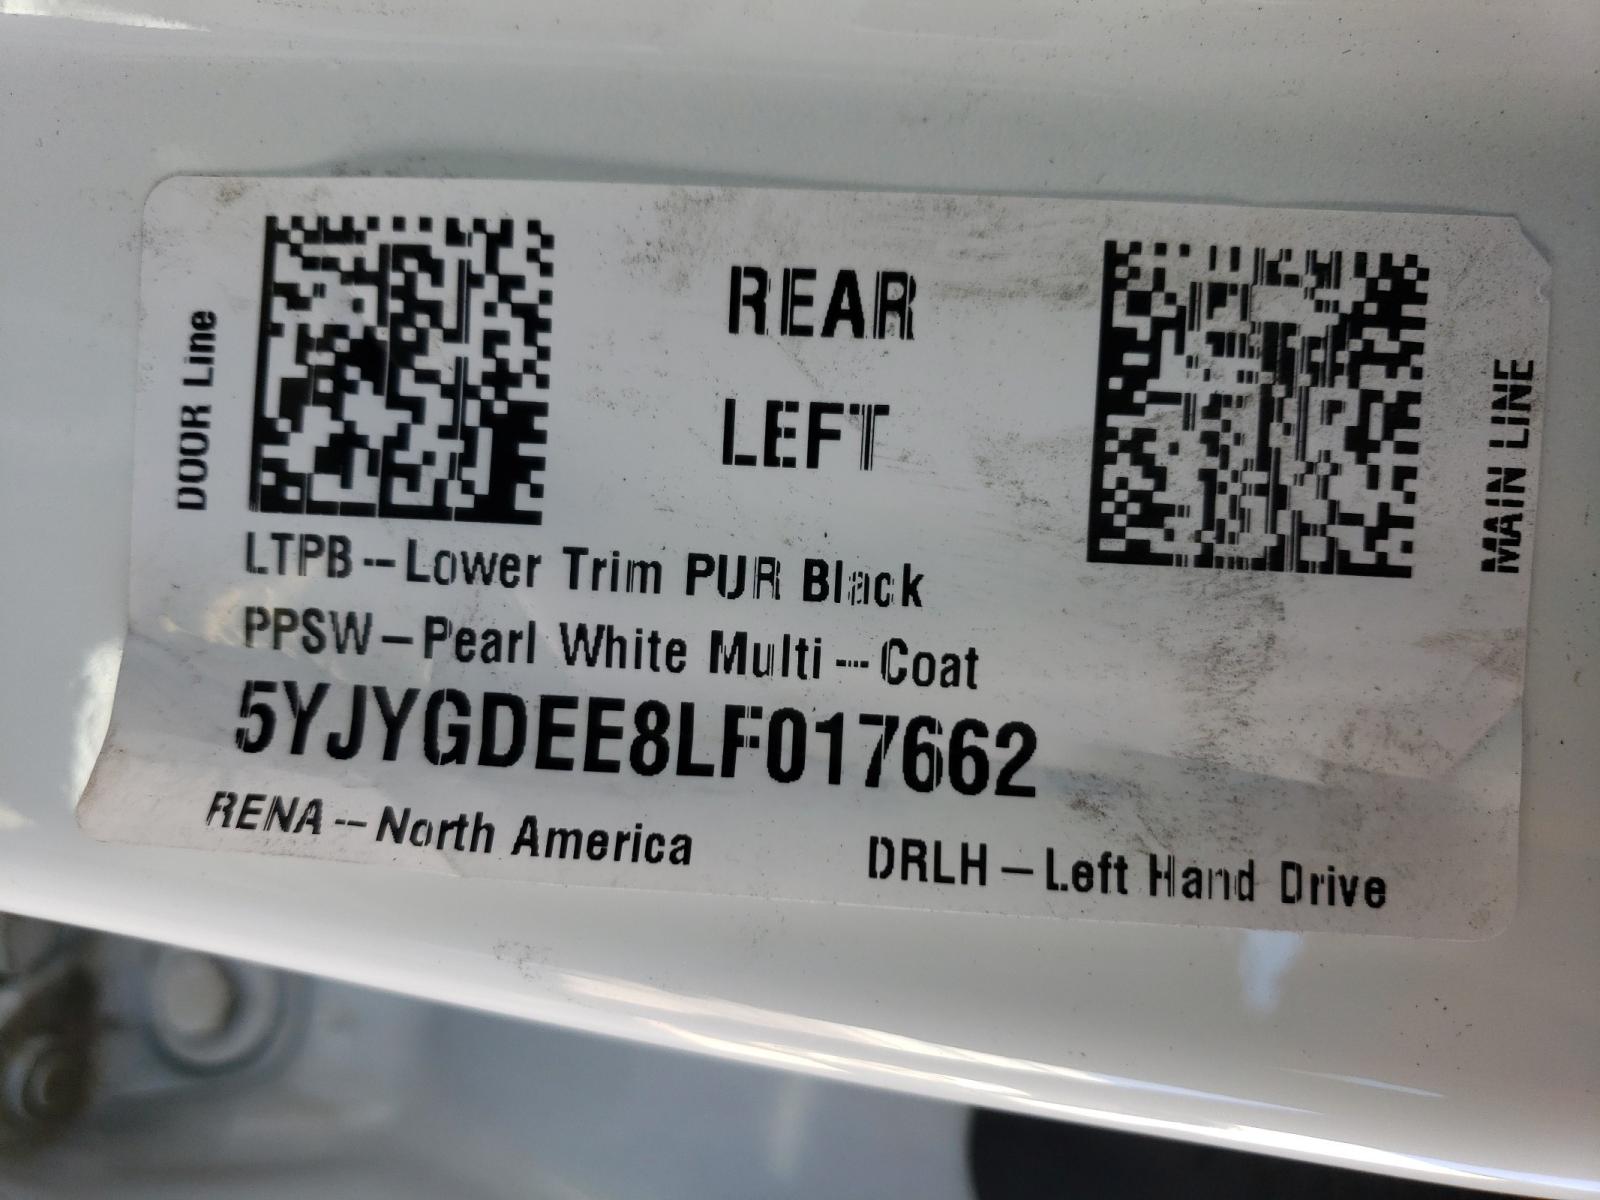 DOOR Line
REAR
LEFT
MAIN LINE
LTPB--Lower Trim PUR Black
PPSW-Pearl White Multi--Coat
5YJYGDEE8LF017662
RENA--North America
DRLH-Left Hand Drive